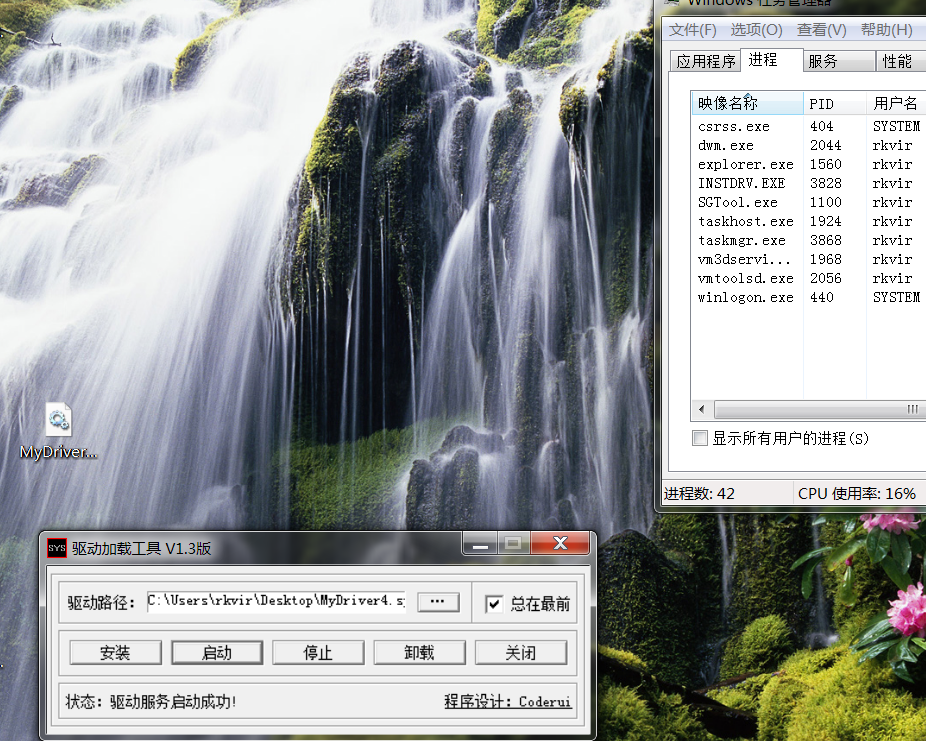 Windows 任务管理器
文件(F) 选项(O) 查看(V) 帮助(H)
应用程序 进程 服务 性能
映像名称 PID 用户名
csrss.exe 404 SYSTEM
dwm.exe 2044 rkvir
explorer.exe 1560 rkvir
INSTDRV.EXE 3828 rkvir
SGTool.exe 1100 rkvir
taskhost.exe 1924 rkvir
taskmgr.exe 3868 rkvir
vm3dservi... 1968 rkvir
vmtoolsd.exe 2056 rkvir
winlogon.exe 440 SYSTEM
显示所有用户的进程(S)
进程数: 42 CPU 使用率: 16%
MyDriver...
SYS 驱动加载工具 V1.3版
驱动路径: C:\Users\rkvir\Desktop\MyDriver4.s ... 总在最前
安装 启动 停止 卸载 关闭
状态: 驱动服务启动成功! 程序设计: Coderui